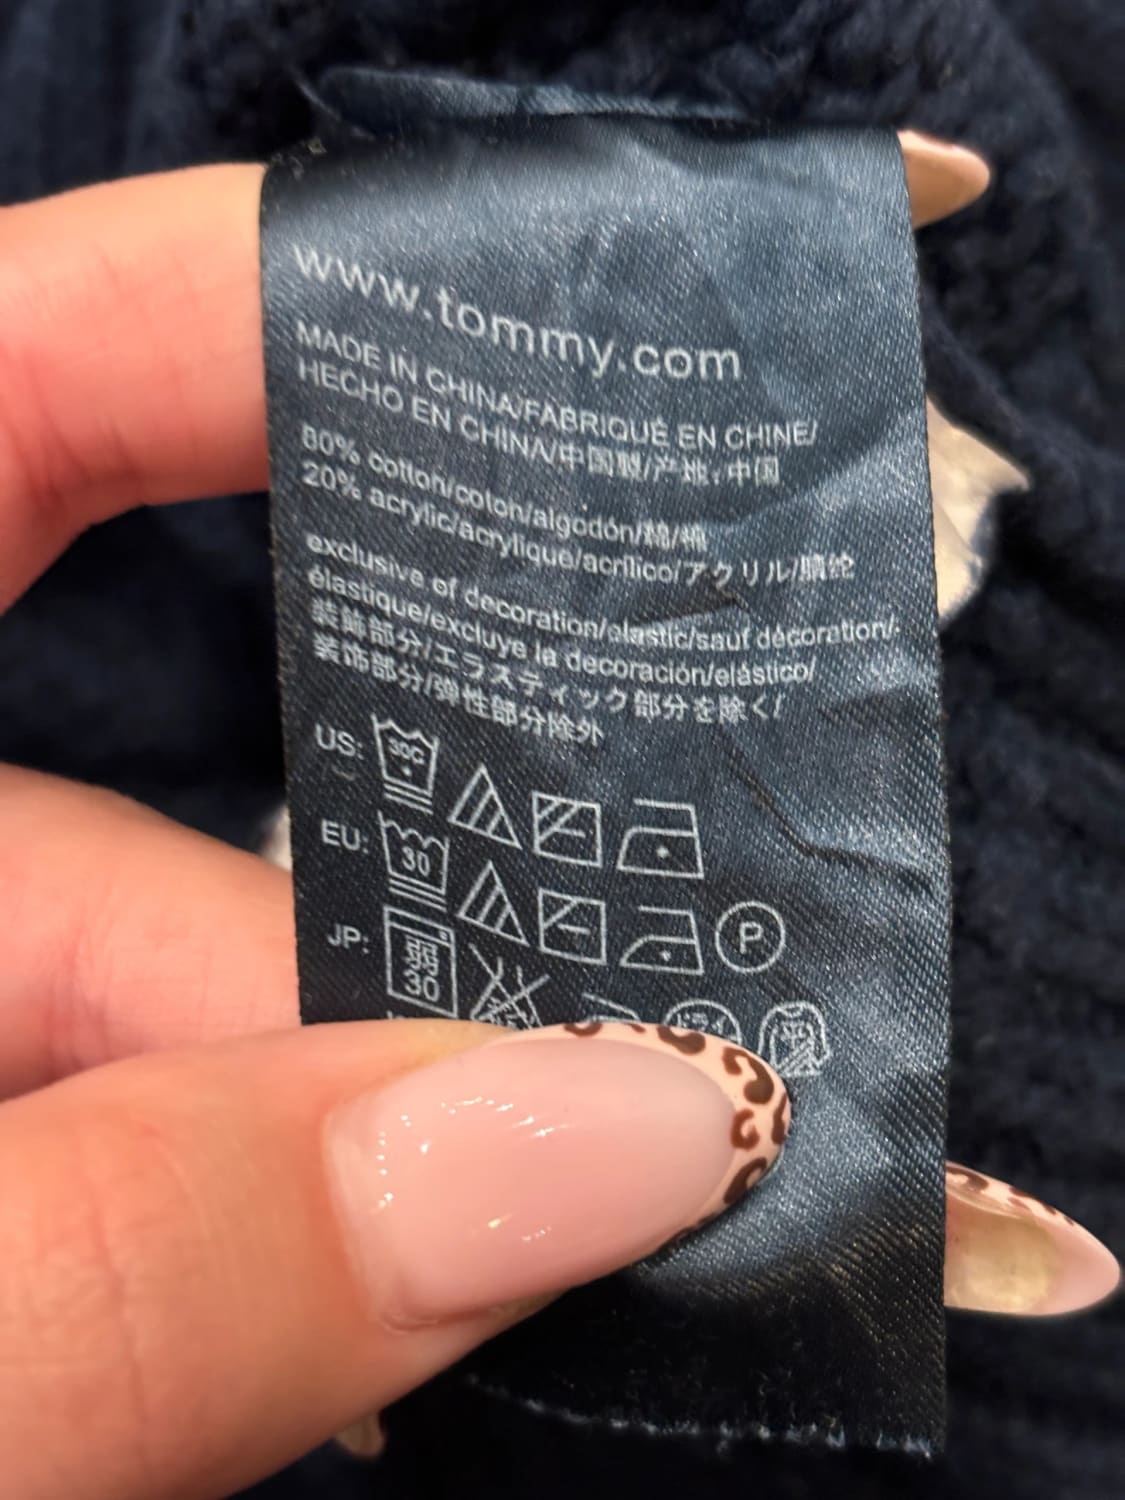 www.tommy.com
MADE IN CHINA/FABRIQUÉ EN CHINE/
HECHO EN CHINA/中国製/产地:中国
80% cotton/coton/algodón/綿/棉
20% acrylic/acrylique/acrílico/アクリル/腈纶
exclusive of decoration/elastic/sauf décoration/
élastique/excluye la decoración/elástico/
装飾部分/エラスティック部分を除く/
装饰部分/弹性部分除外
US: 30C
EU: 30 P
JP: 弱 30